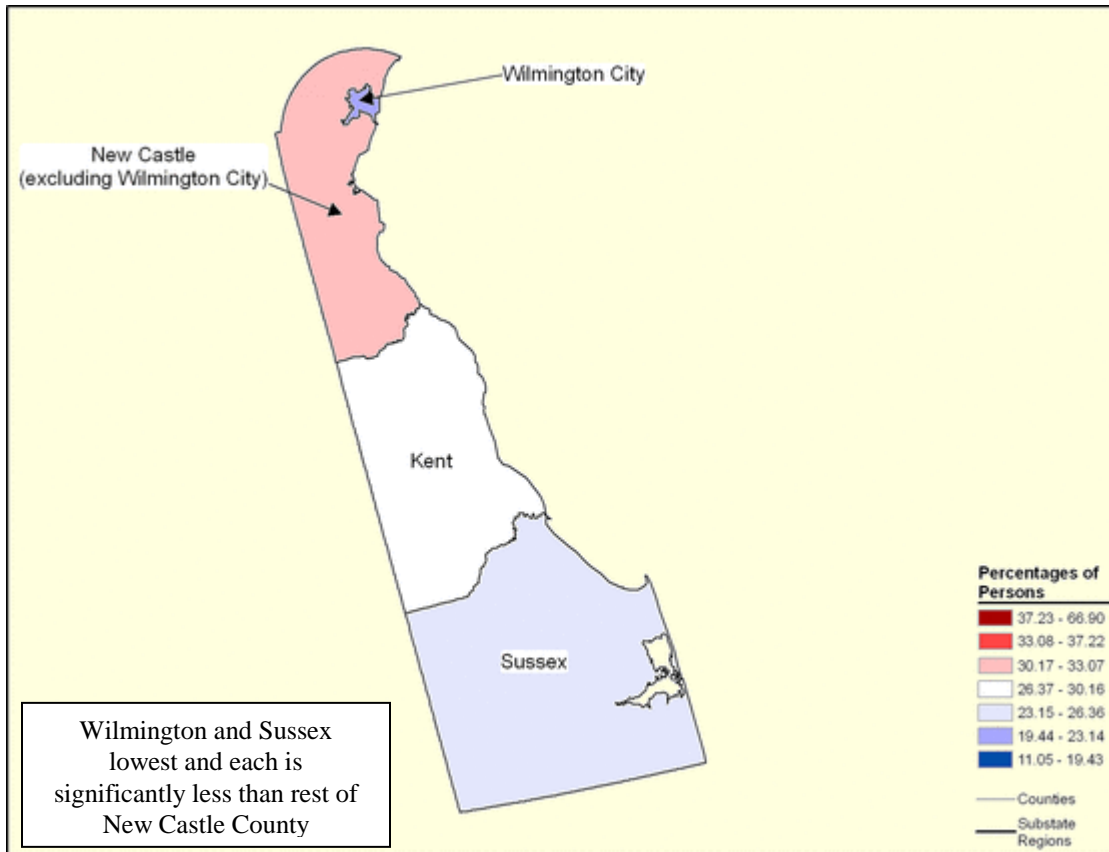 Wilmington City
New Castle
(excluding Wilmington City)
Kent
Sussex
Wilmington and Sussex
lowest and each is
significantly less than rest of
New Castle County
Percentages of
Persons
37.23 - 66.90
33.08 - 37.22
30.17 - 33.07
26.37 - 30.16
23.15 - 26.36
19.44 - 23.14
11.05 - 19.43
Counties
Substate
Regions